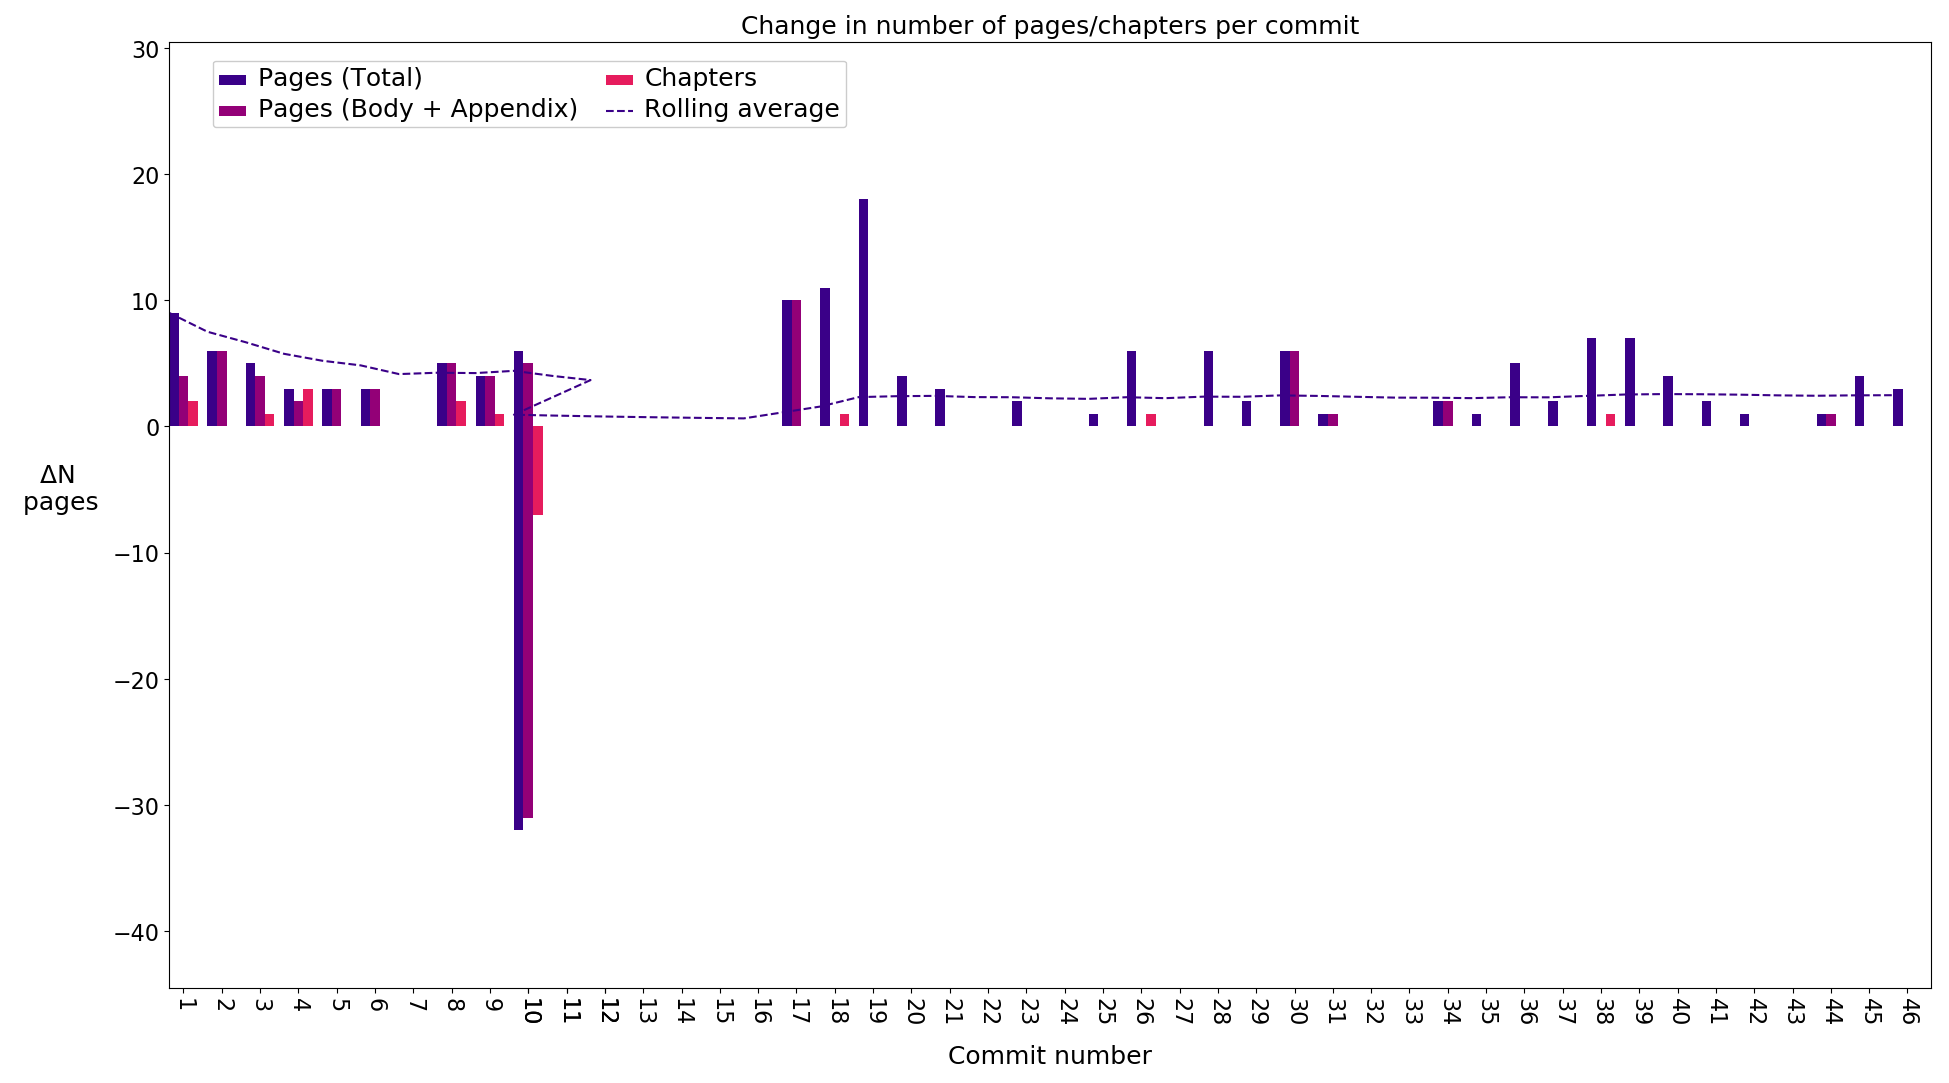 Change in number of pages/chapters per commit
Pages (Total)
Pages (Body + Appendix)
Chapters
Rolling average
30
20
10
0
−10
−20
−30
−40
ΔN
pages
1 2 3 4 5 6 7 8 9 10 11 12 13 14 15 16 17 18 19 20 21 22 23 24 25 26 27 28 29 30 31 32 33 34 35 36 37 38 39 40 41 42 43 44 45 46
Commit number